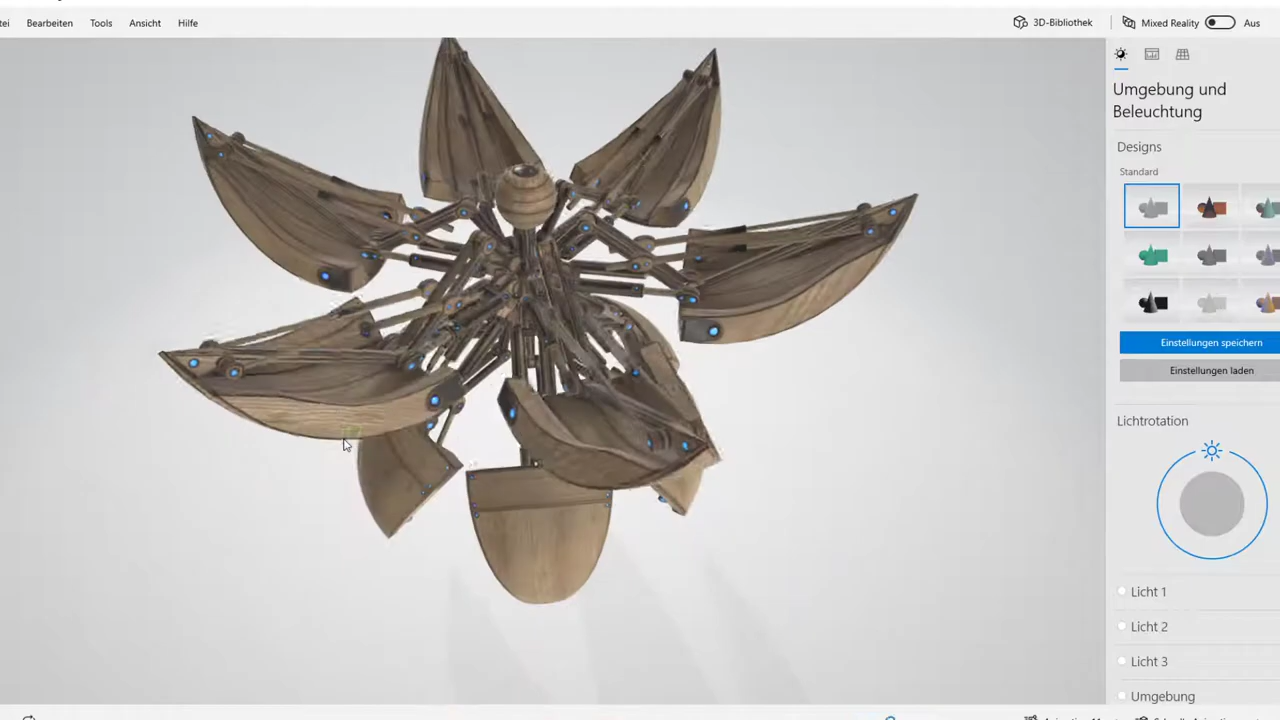 tei Bearbeiten Tools Ansicht Hilfe 3D-Bibliothek Mixed Reality Aus
Umgebung und
Beleuchtung
Designs
Standard
Einstellungen speichern
Einstellungen laden
Lichtrotation
Licht 1
Licht 2
Licht 3
Umgebung